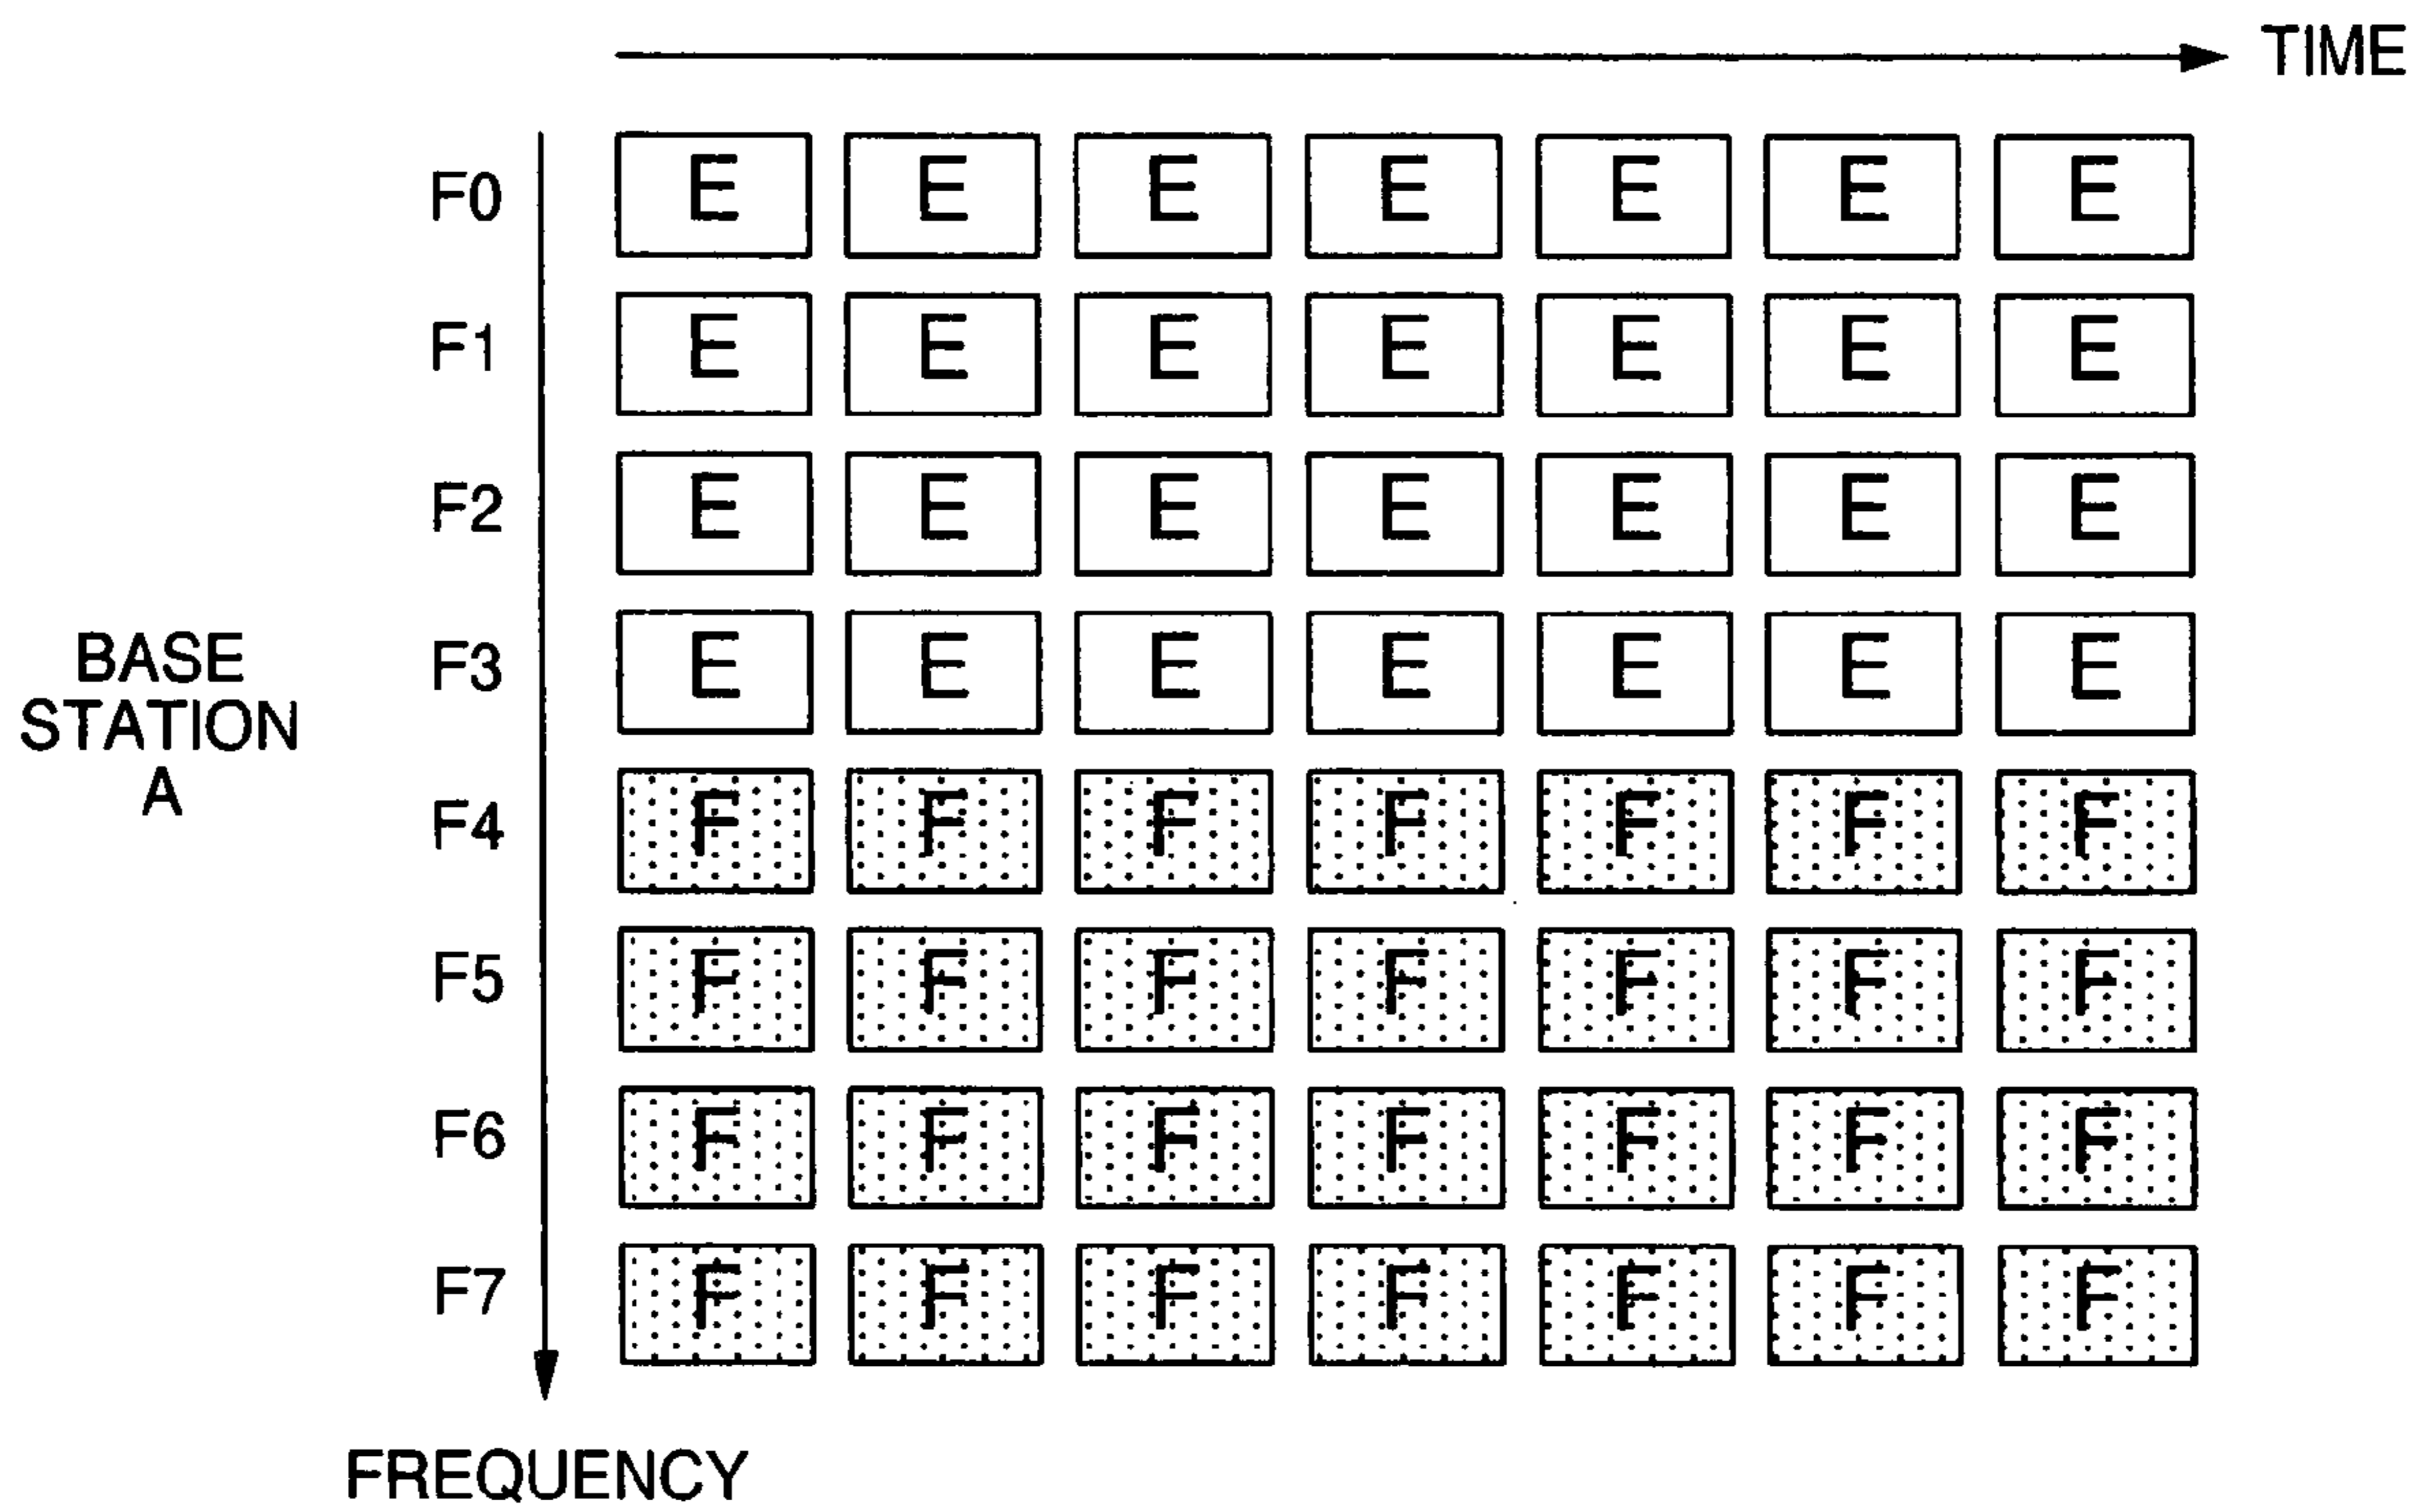 TIME
F0 E E E E E E E
F1 E E E E E E E
F2 E E E E E E E
F3 E E E E E E E
BASE
STATION
A
F4 F F F F F F F
F5 F F F F F F F
F6 F F F F F F F
F7 F F F F F F F
FREQUENCY